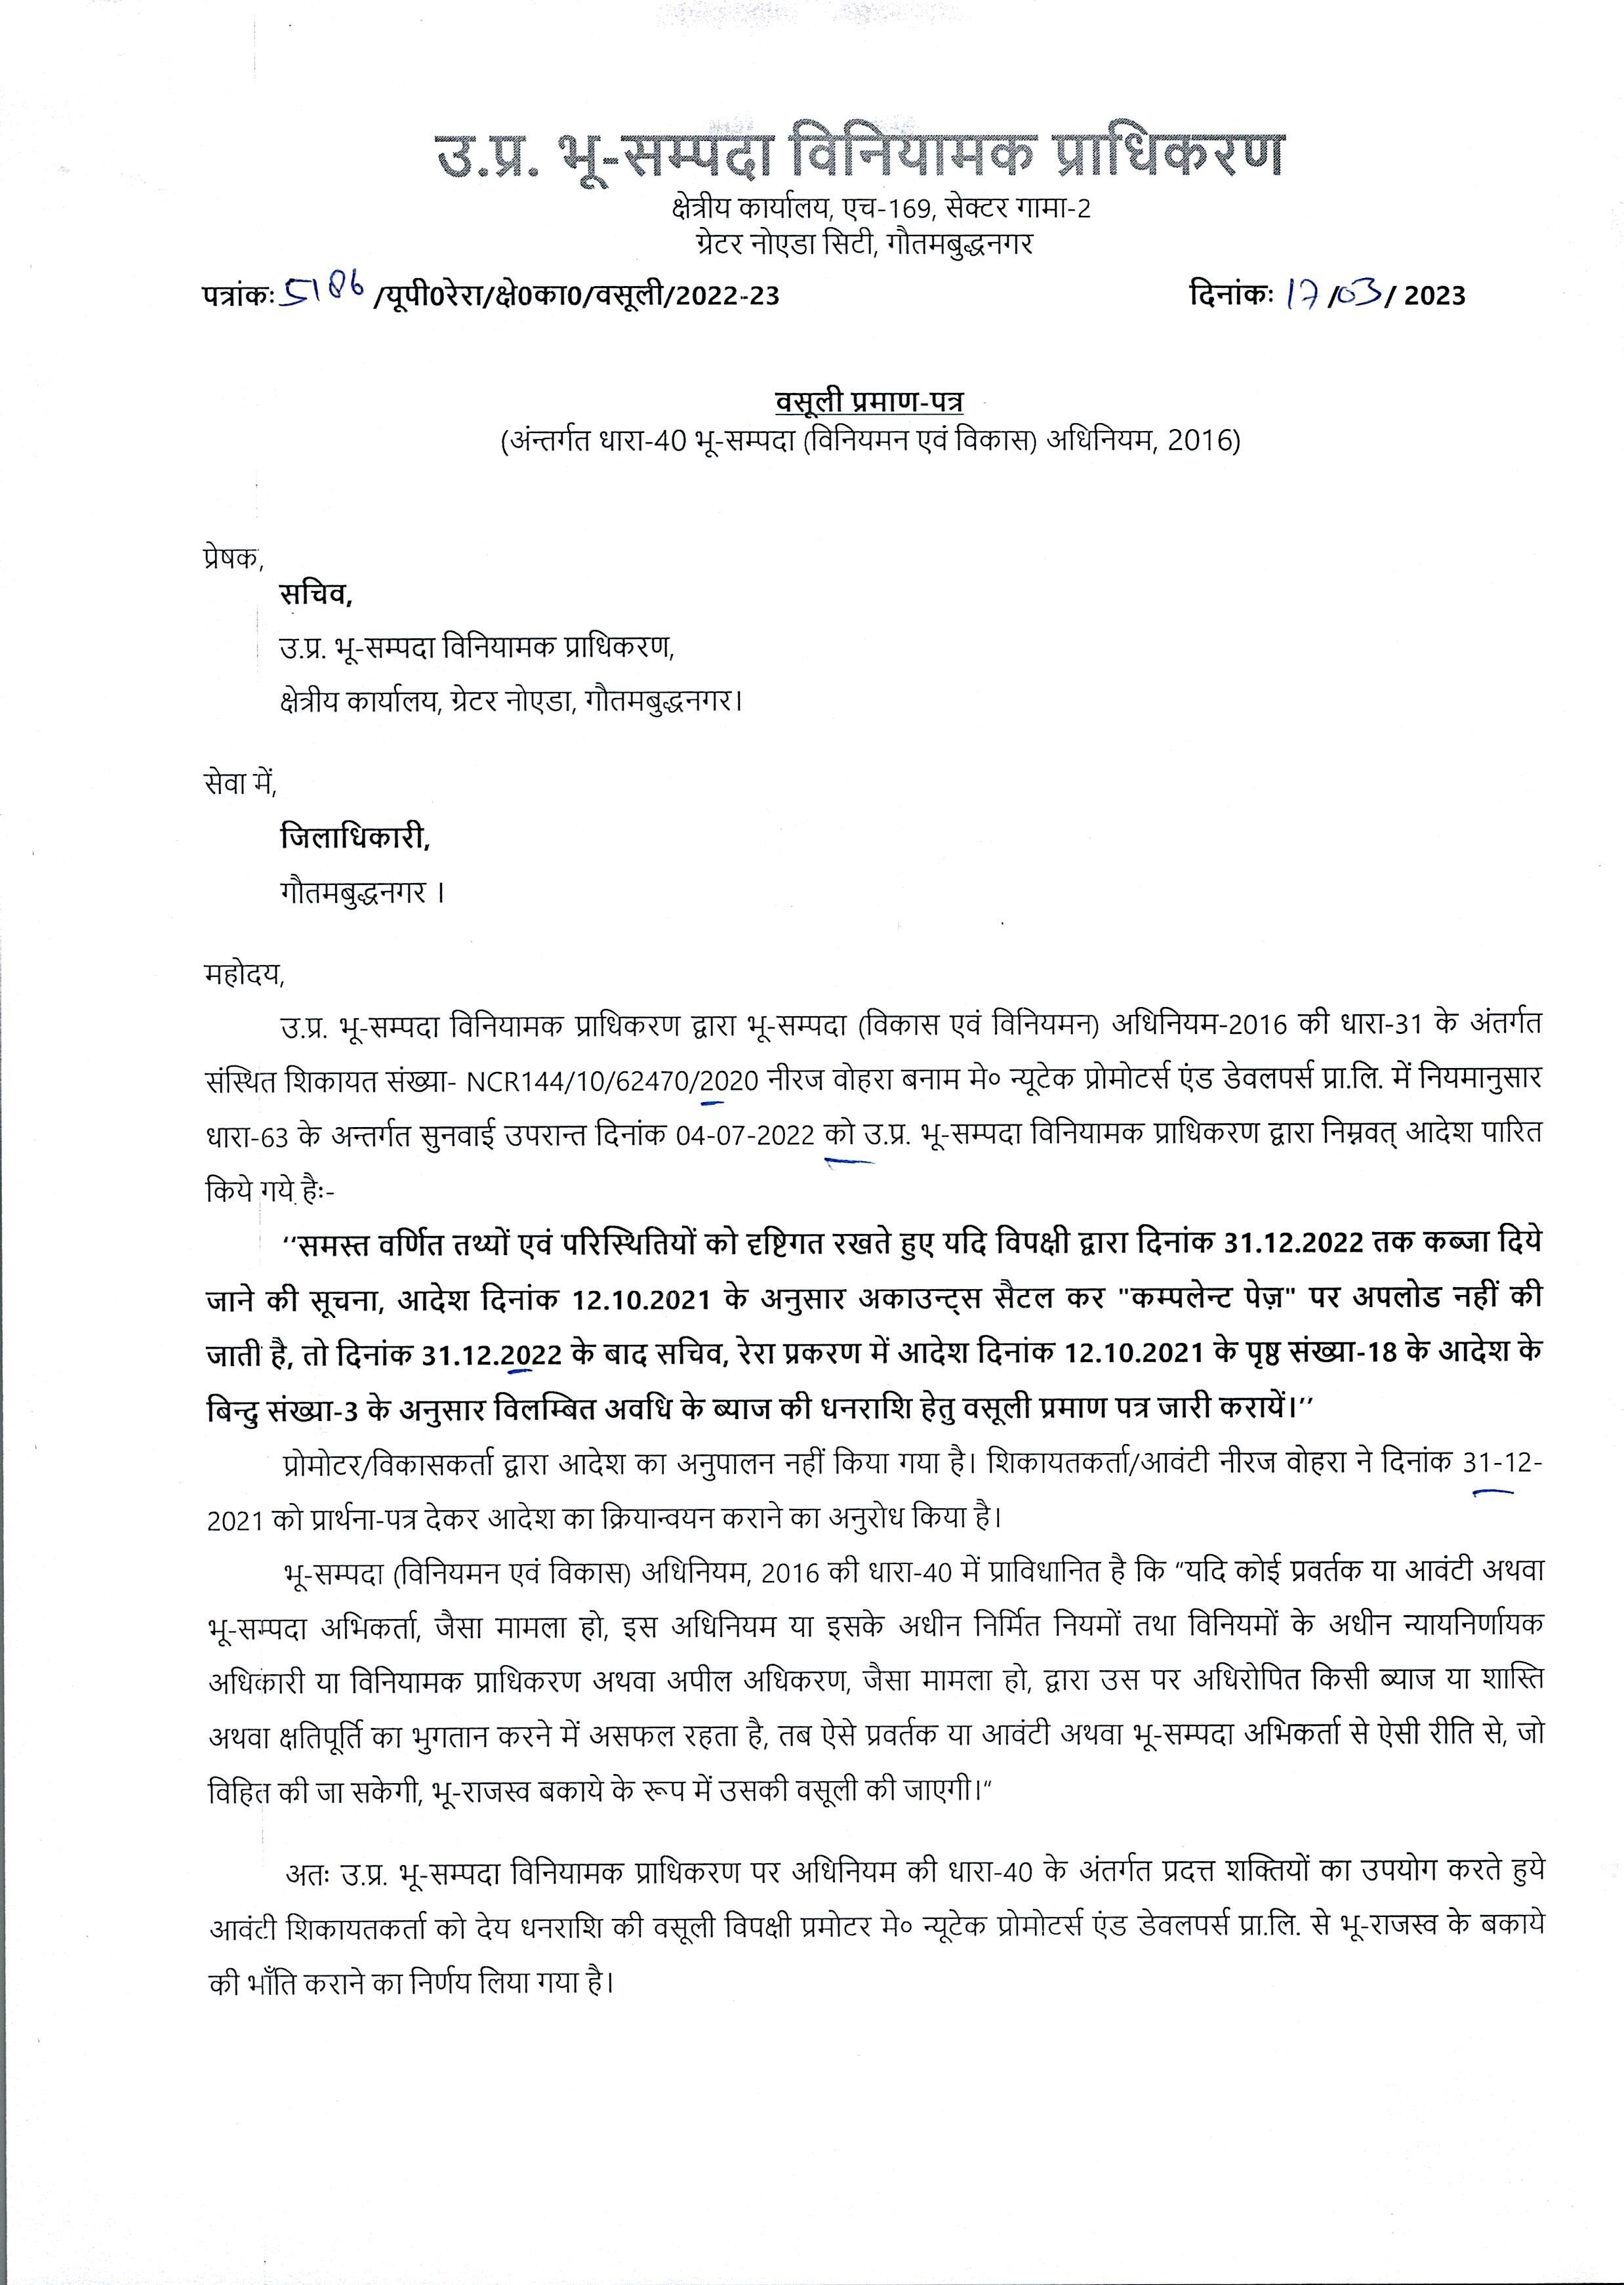 उ.प्र. भू-सम्पदा विनियामक प्राधिकरण
क्षेत्रीय कार्यालय, एच-169, सेक्टर गामा-2
ग्रेटर नोएडा सिटी, गौतमबुद्धनगर
पत्रांकः 5186 /यूपी0रेरा/क्षे0का0/वसूली/2022-23 दिनांकः 17/03/ 2023
वसूली प्रमाण-पत्र
(अंन्तर्गत धारा-40 भू-सम्पदा (विनियमन एवं विकास) अधिनियम, 2016)
प्रेषक,
सचिव,
उ.प्र. भू-सम्पदा विनियामक प्राधिकरण,
क्षेत्रीय कार्यालय, ग्रेटर नोएडा, गौतमबुद्धनगर।
सेवा में,
जिलाधिकारी,
गौतमबुद्धनगर ।
महोदय,
उ.प्र. भू-सम्पदा विनियामक प्राधिकरण द्वारा भू-सम्पदा (विकास एवं विनियमन) अधिनियम-2016 की धारा-31 के अंतर्गत
संस्थित शिकायत संख्या- NCR144/10/62470/2020 नीरज वोहरा बनाम मे० न्यूटेक प्रोमोटर्स एंड डेवलपर्स प्रा.लि. में नियमानुसार
धारा-63 के अन्तर्गत सुनवाई उपरान्त दिनांक 04-07-2022 को उ.प्र. भू-सम्पदा विनियामक प्राधिकरण द्वारा निम्नवत् आदेश पारित
किये गये हैः-
‘‘समस्त वर्णित तथ्यों एवं परिस्थितियों को दृष्टिगत रखते हुए यदि विपक्षी द्वारा दिनांक 31.12.2022 तक कब्जा दिये
जाने की सूचना, आदेश दिनांक 12.10.2021 के अनुसार अकाउन्ट्स सैटल कर "कम्पलेन्ट पेज़" पर अपलोड नहीं की
जाती है, तो दिनांक 31.12.2022 के बाद सचिव, रेरा प्रकरण में आदेश दिनांक 12.10.2021 के पृष्ठ संख्या-18 के आदेश के
बिन्दु संख्या-3 के अनुसार विलम्बित अवधि के ब्याज की धनराशि हेतु वसूली प्रमाण पत्र जारी करायें।’’
प्रोमोटर/विकासकर्ता द्वारा आदेश का अनुपालन नहीं किया गया है। शिकायतकर्ता/आवंटी नीरज वोहरा ने दिनांक 31-12-
2021 को प्रार्थना-पत्र देकर आदेश का क्रियान्वयन कराने का अनुरोध किया है।
भू-सम्पदा (विनियमन एवं विकास) अधिनियम, 2016 की धारा-40 में प्राविधानित है कि “यदि कोई प्रवर्तक या आवंटी अथवा
भू-सम्पदा अभिकर्ता, जैसा मामला हो, इस अधिनियम या इसके अधीन निर्मित नियमों तथा विनियमों के अधीन न्यायनिर्णायक
अधिकारी या विनियामक प्राधिकरण अथवा अपील अधिकरण, जैसा मामला हो, द्वारा उस पर अधिरोपित किसी ब्याज या शास्ति
अथवा क्षतिपूर्ति का भुगतान करने में असफल रहता है, तब ऐसे प्रवर्तक या आवंटी अथवा भू-सम्पदा अभिकर्ता से ऐसी रीति से, जो
विहित की जा सकेगी, भू-राजस्व बकाये के रूप में उसकी वसूली की जाएगी।“
अतः उ.प्र. भू-सम्पदा विनियामक प्राधिकरण पर अधिनियम की धारा-40 के अंतर्गत प्रदत्त शक्तियों का उपयोग करते हुये
आवंटी शिकायतकर्ता को देय धनराशि की वसूली विपक्षी प्रमोटर मे० न्यूटेक प्रोमोटर्स एंड डेवलपर्स प्रा.लि. से भू-राजस्व के बकाये
की भाँति कराने का निर्णय लिया गया है।